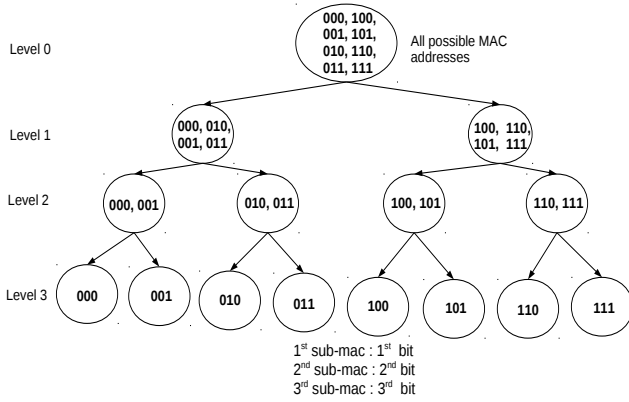 Level 0
000, 100,
001, 101,
010, 110,
011, 111
All possible MAC
addresses
Level 1
000, 010,
001, 011
100, 110,
101, 111
Level 2
000, 001
010, 011
100, 101
110, 111
Level 3
000
001
010
011
100
101
110
111
1st sub-mac : 1st bit
2nd sub-mac : 2nd bit
3rd sub-mac : 3rd bit